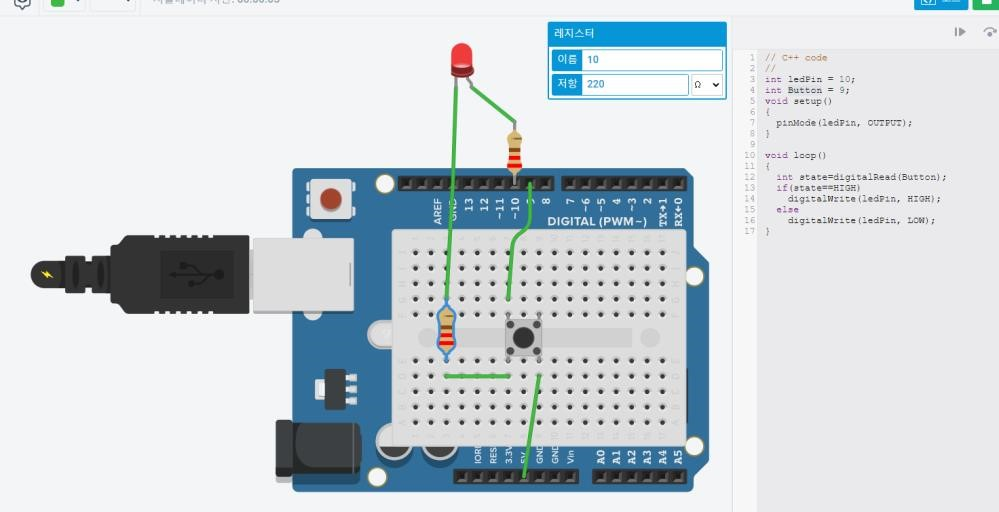 레지스터
이름 10
저항 220 Ω
// C++ code
//
int ledPin = 10;
int Button = 9;
void setup()
{
pinMode(ledPin, OUTPUT);
}
void loop()
{
int state=digitalRead(Button);
if(state==HIGH)
digitalWrite(ledPin, HIGH);
else
digitalWrite(ledPin, LOW);
}
1
2
3
4
5
6
7
8
9
10
11
12
13
14
15
16
17
AREF
GND
13
12
~11
~10
8
7
~6
~5
4
~3
2
TX→1
RX←0
DIGITAL (PWM~)
RES
3.3V
5V
GND
GND
Vin
A0
A1
A2
A3
A4
A5